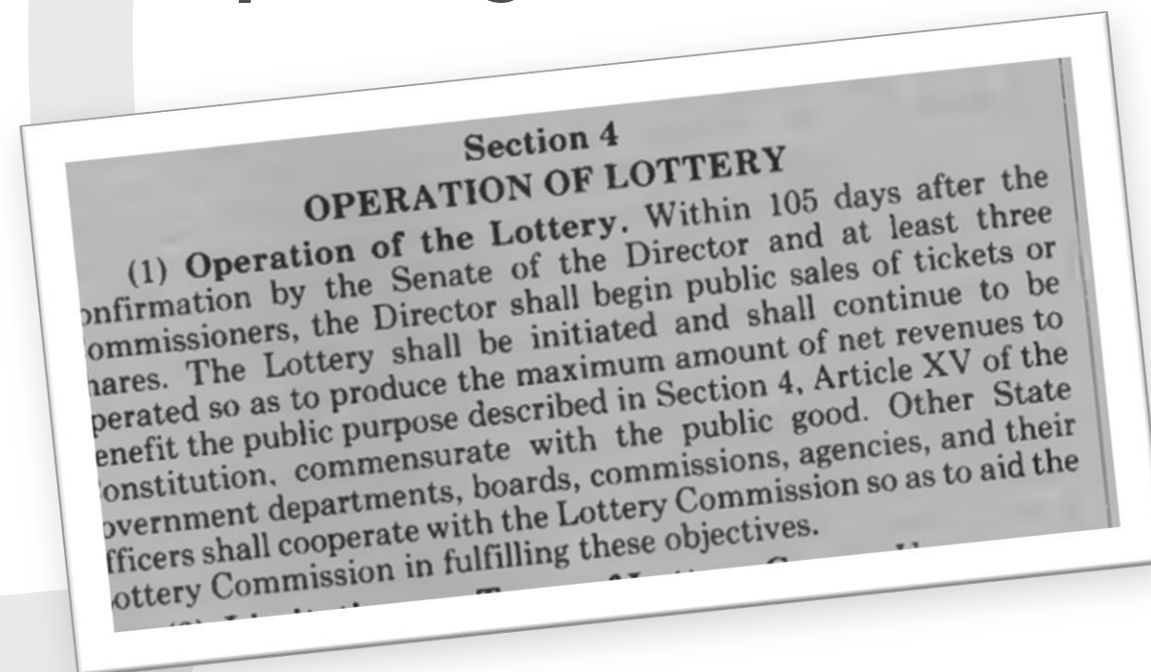 Section 4
OPERATION OF LOTTERY
(1) Operation of the Lottery. Within 105 days after the
onfirmation by the Senate of the Director and at least three
ommissioners, the Director shall begin public sales of tickets or
hares. The Lottery shall be initiated and shall continue to be
perated so as to produce the maximum amount of net revenues to
enefit the public purpose described in Section 4, Article XV of the
onstitution, commensurate with the public good. Other State
overnment departments, boards, commissions, agencies, and their
fficers shall cooperate with the Lottery Commission so as to aid the
ottery Commission in fulfilling these objectives.